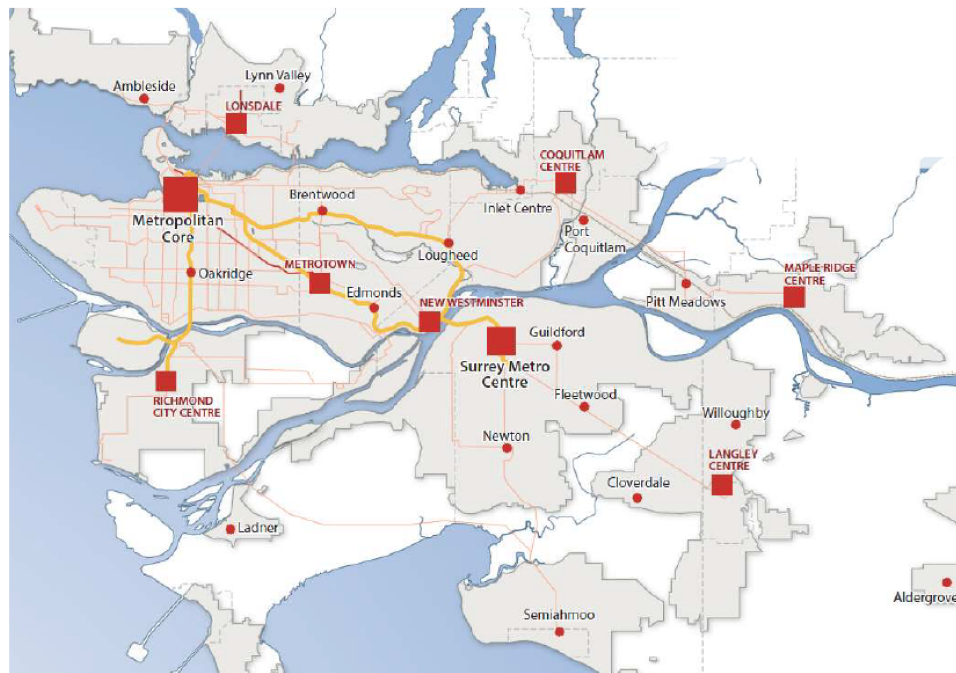 Lynn Valley
Ambleside
LONSDALE
COQUITLAM
CENTRE
Brentwood
Inlet Centre
Metropolitan
Core
Port
Coquitlam
Lougheed
METROTOWN
MAPLE RIDGE
CENTRE
Oakridge
Edmonds
NEW WESTMINSTER
Pitt Meadows
Guildford
Surrey Metro
Centre
RICHMOND
CITY CENTRE
Fleetwood
Willoughby
Newton
LANGLEY
CENTRE
Cloverdale
Ladner
Aldergrove
Semiahmoo